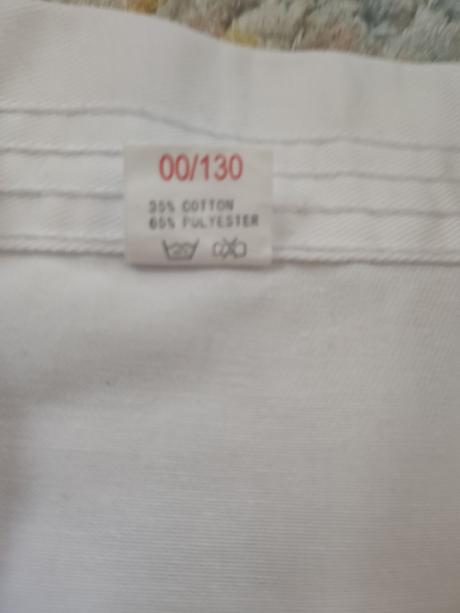 00/130
35% COTTON
65% POLYESTER